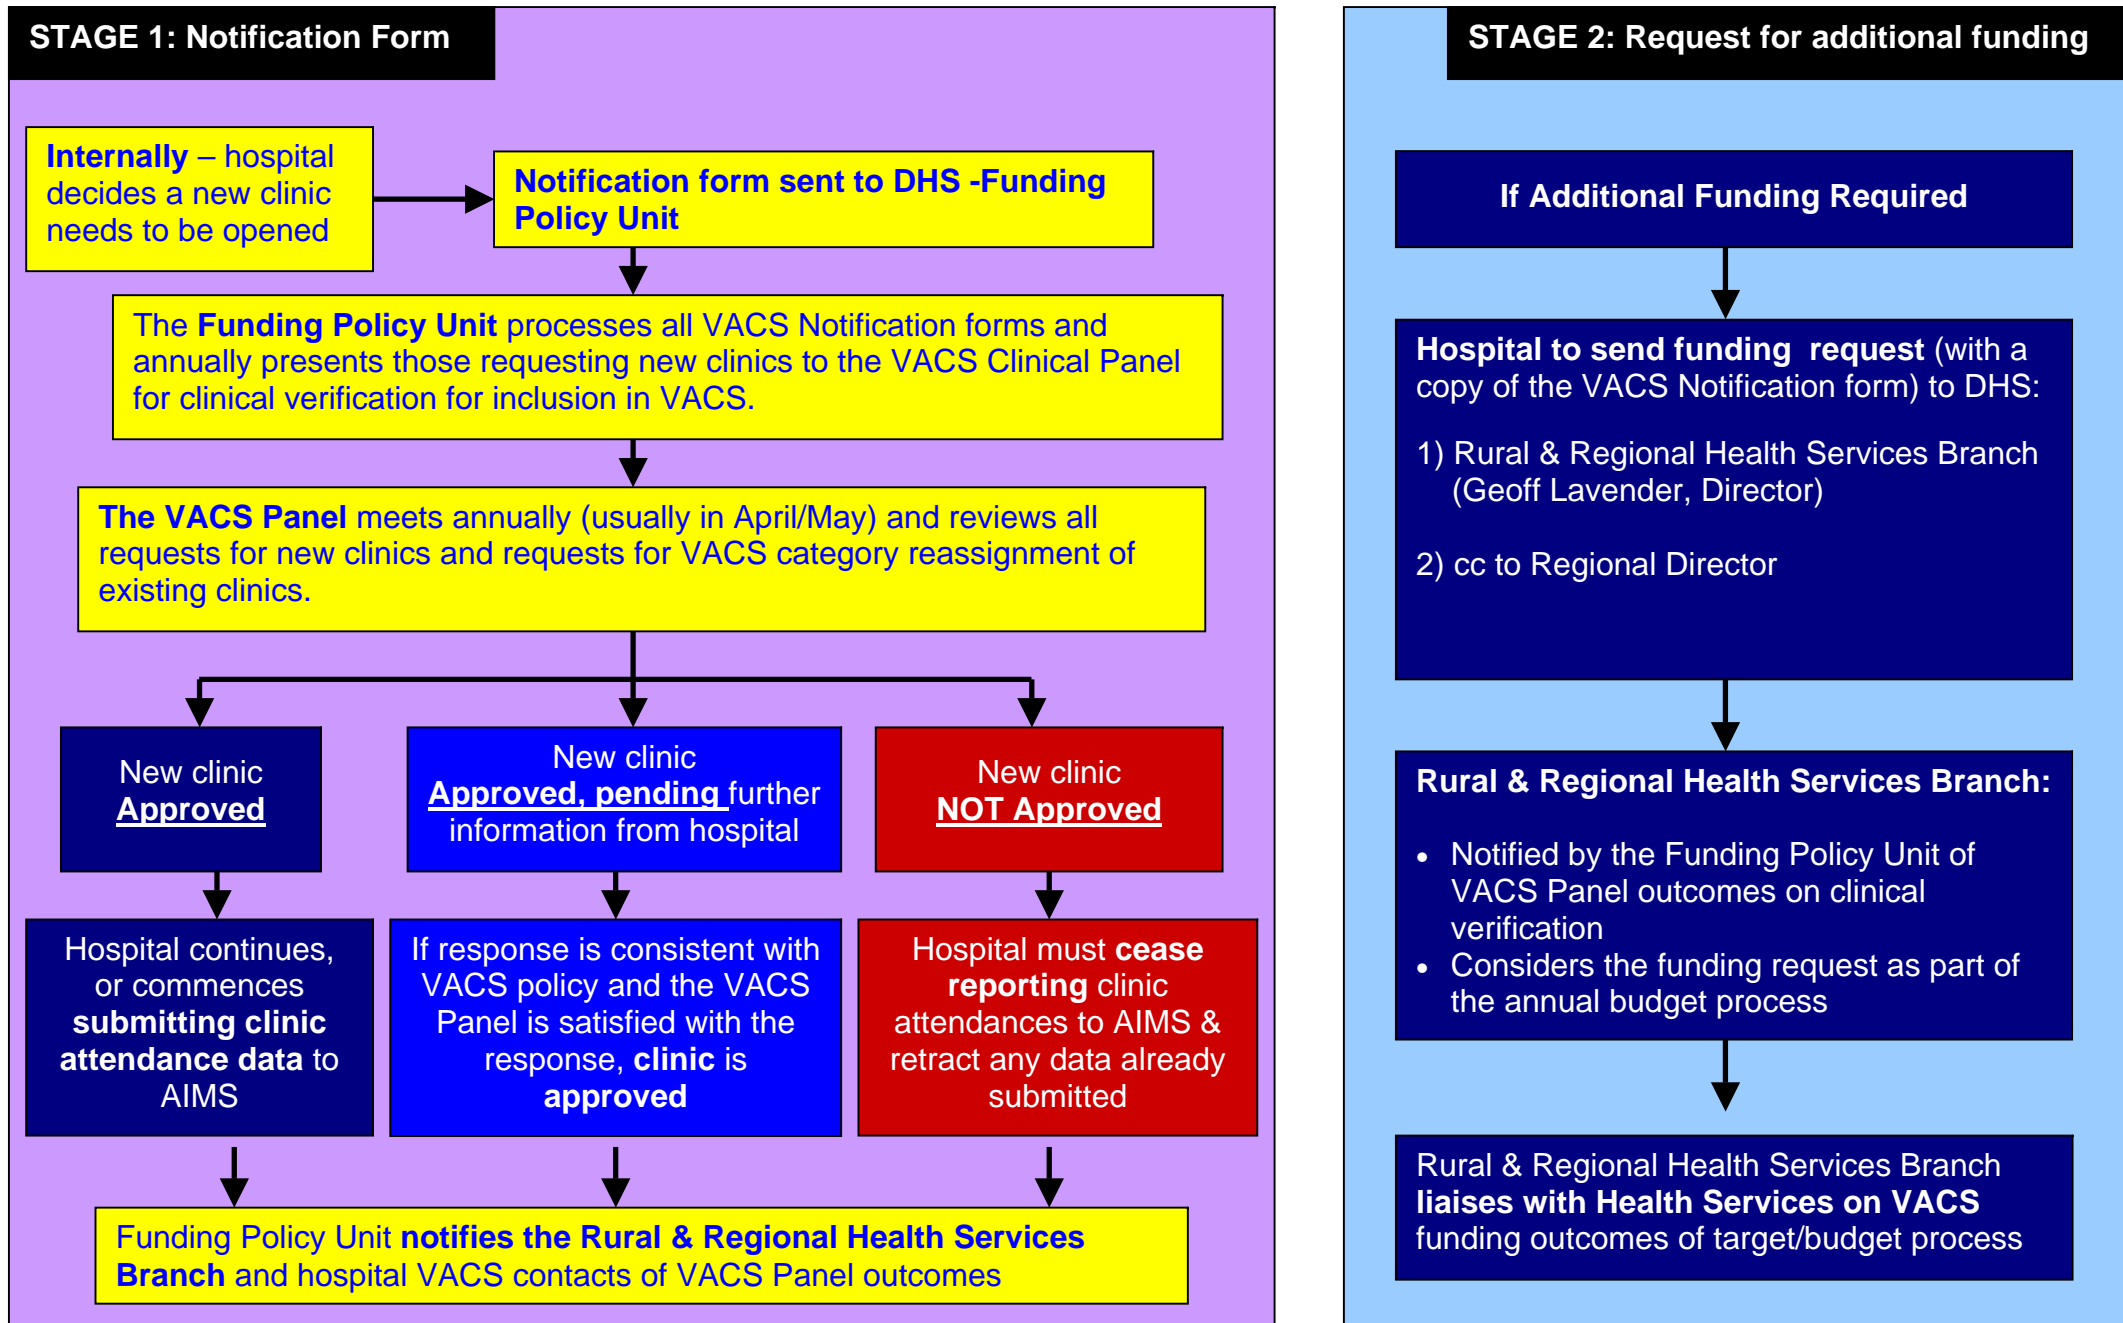 STAGE 1: Notification Form
Internally – hospital
decides a new clinic
needs to be opened
Notification form sent to DHS -Funding
Policy Unit
The Funding Policy Unit processes all VACS Notification forms and
annually presents those requesting new clinics to the VACS Clinical Panel
for clinical verification for inclusion in VACS.
The VACS Panel meets annually (usually in April/May) and reviews all
requests for new clinics and requests for VACS category reassignment of
existing clinics.
New clinic
Approved
New clinic
Approved, pending further
information from hospital
New clinic
NOT Approved
Hospital continues,
or commences
submitting clinic
attendance data to
AIMS
If response is consistent with
VACS policy and the VACS
Panel is satisfied with the
response, clinic is
approved
Hospital must cease
reporting clinic
attendances to AIMS &
retract any data already
submitted
Funding Policy Unit notifies the Rural & Regional Health Services
Branch and hospital VACS contacts of VACS Panel outcomes
STAGE 2: Request for additional funding
If Additional Funding Required
Hospital to send funding  request (with a
copy of the VACS Notification form) to DHS:
1) Rural & Regional Health Services Branch
(Geoff Lavender, Director)
2) cc to Regional Director
Rural & Regional Health Services Branch:
• Notified by the Funding Policy Unit of
VACS Panel outcomes on clinical
verification
• Considers the funding request as part of
the annual budget process
Rural & Regional Health Services Branch
liaises with Health Services on VACS
funding outcomes of target/budget process